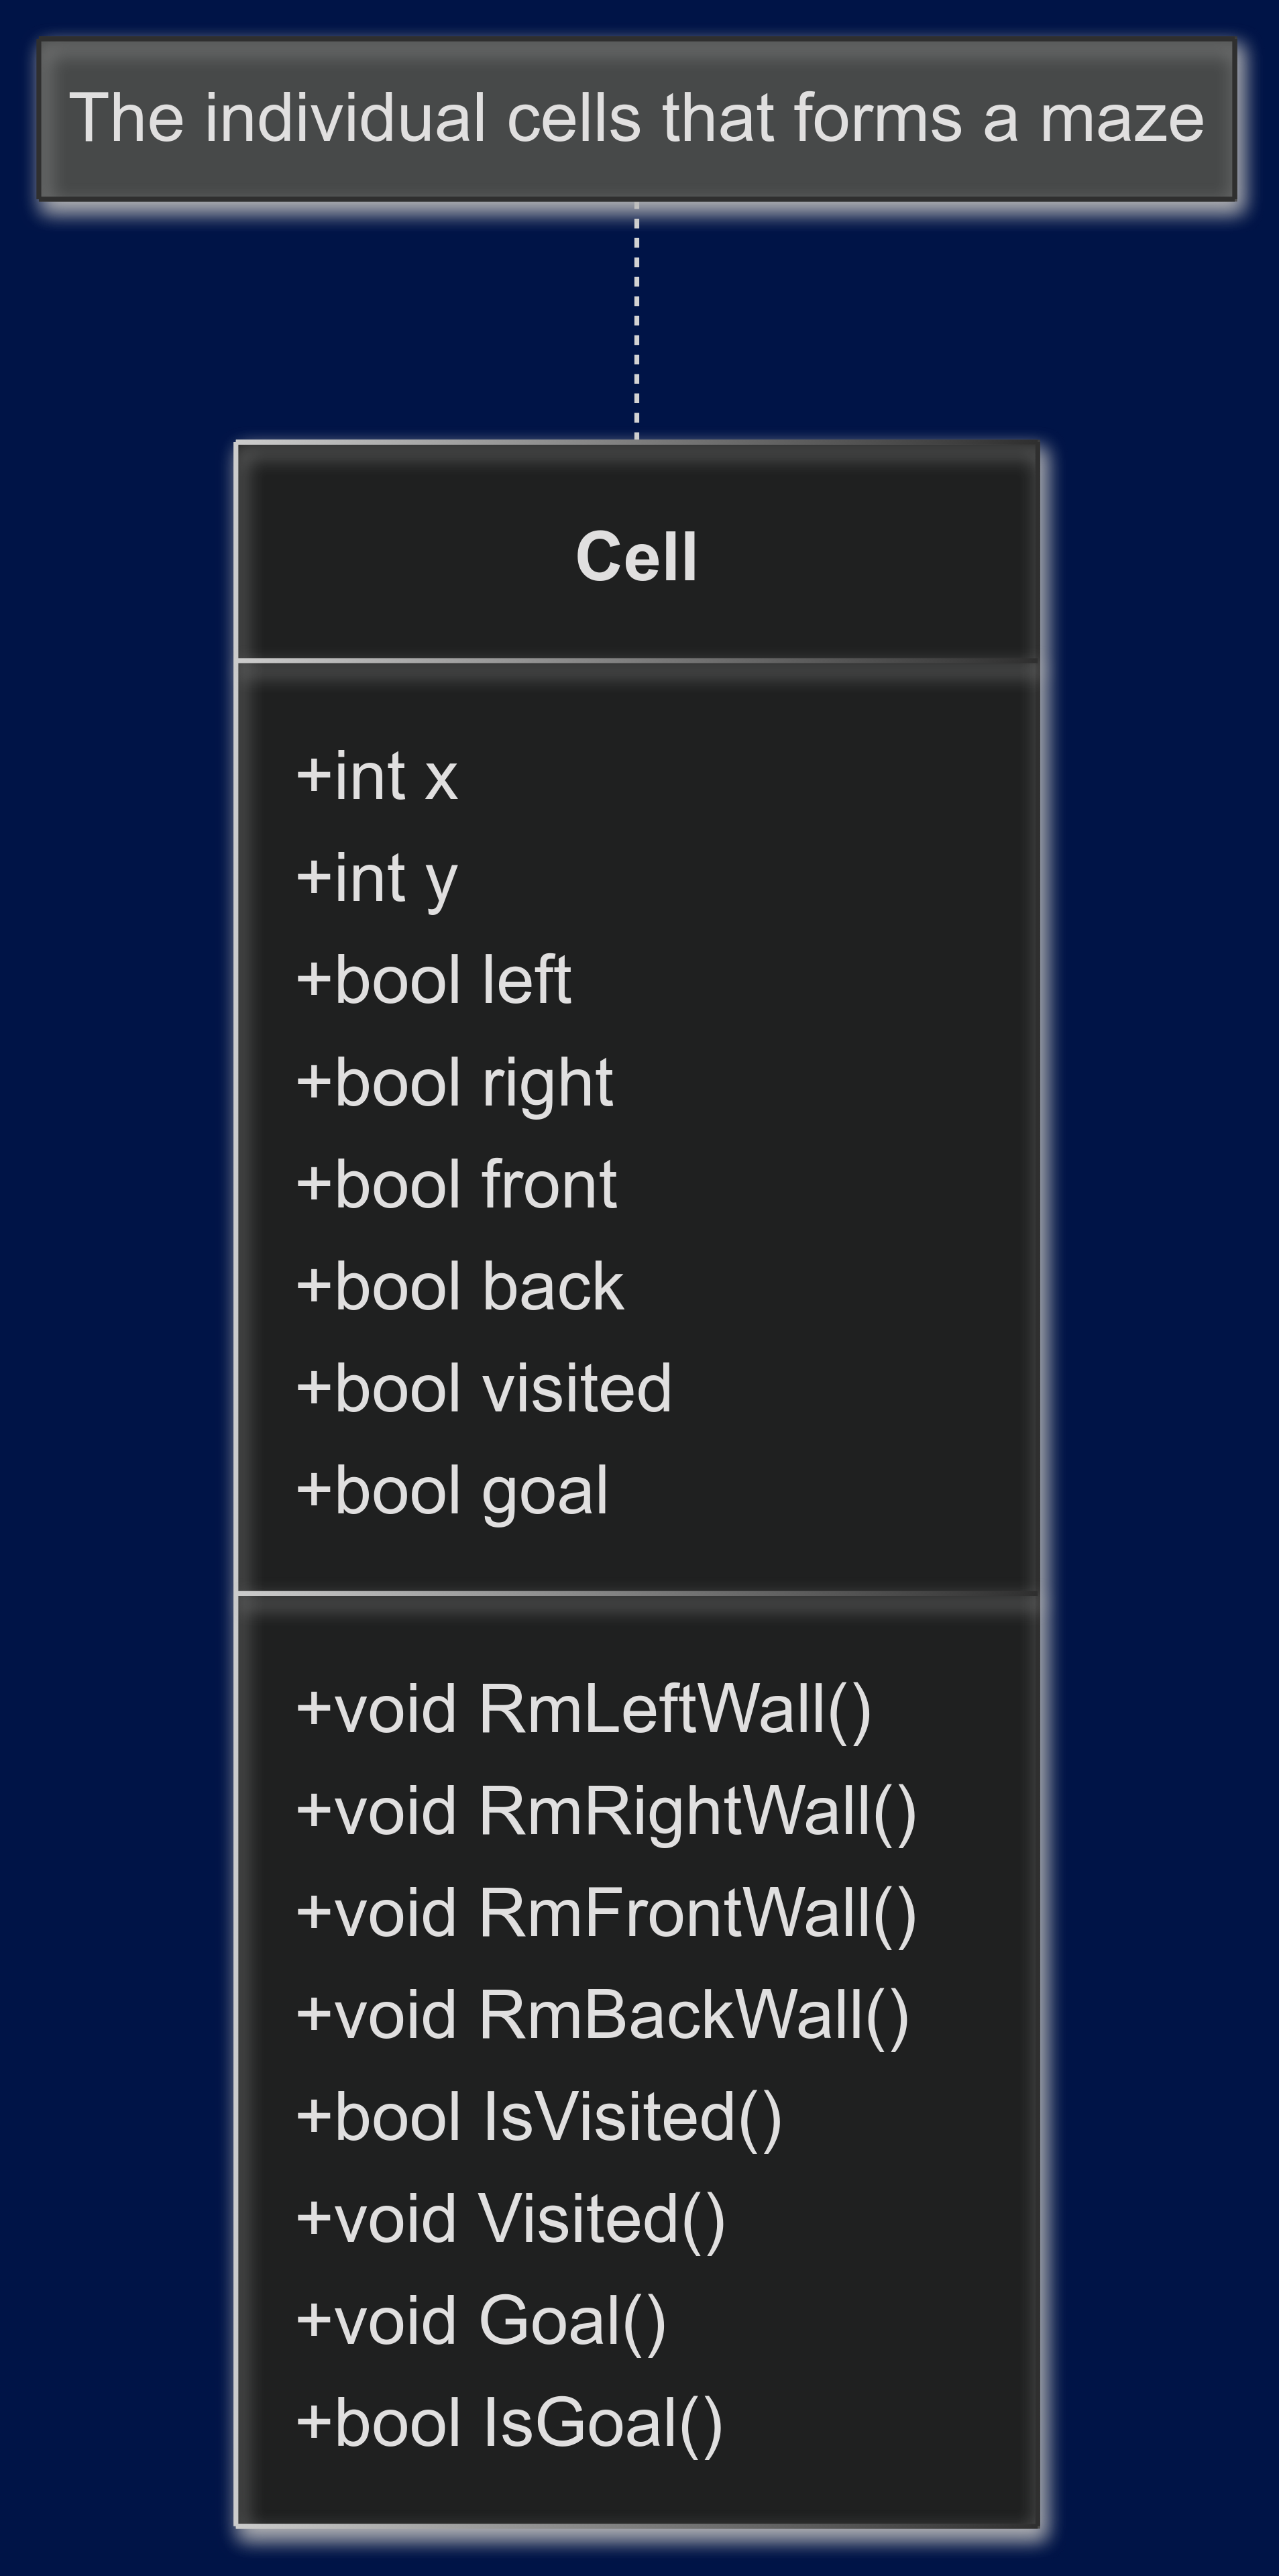 The individual cells that forms a maze
Cell
+int x
+int y
+bool left
+bool right
+bool front
+bool back
+bool visited
+bool goal
+void RmLeftWall()
+void RmRightWall()
+void RmFrontWall()
+void RmBackWall()
+bool IsVisited()
+void Visited()
+void Goal()
+bool IsGoal()